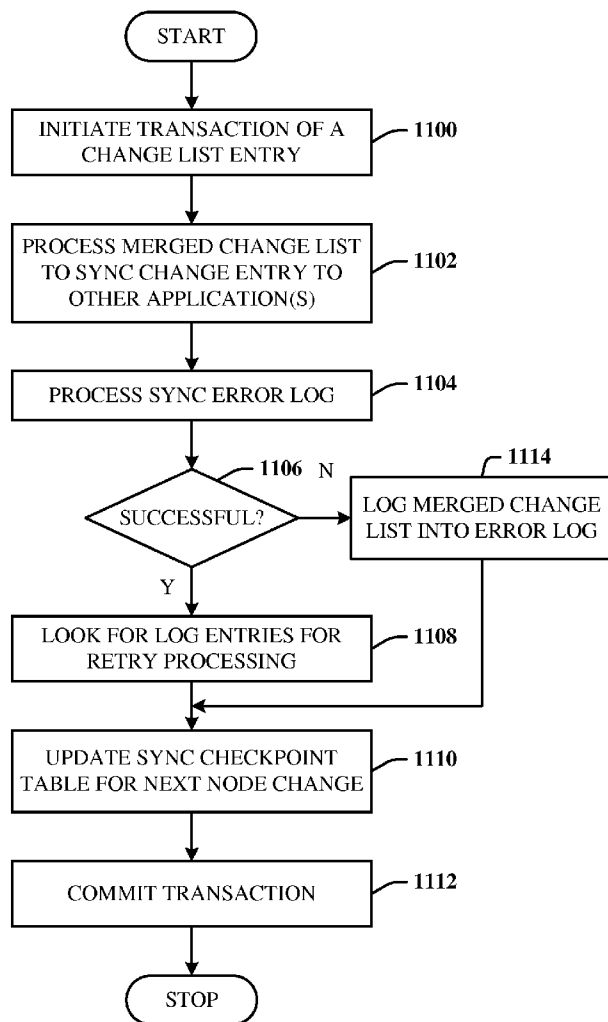 START
INITIATE TRANSACTION OF A
CHANGE LIST ENTRY
1100
PROCESS MERGED CHANGE LIST
TO SYNC CHANGE ENTRY TO
OTHER APPLICATION(S)
1102
PROCESS SYNC ERROR LOG
1104
SUCCESSFUL?
1106
N
LOG MERGED CHANGE
LIST INTO ERROR LOG
1114
Y
LOOK FOR LOG ENTRIES FOR
RETRY PROCESSING
1108
UPDATE SYNC CHECKPOINT
TABLE FOR NEXT NODE CHANGE
1110
COMMIT TRANSACTION
1112
STOP